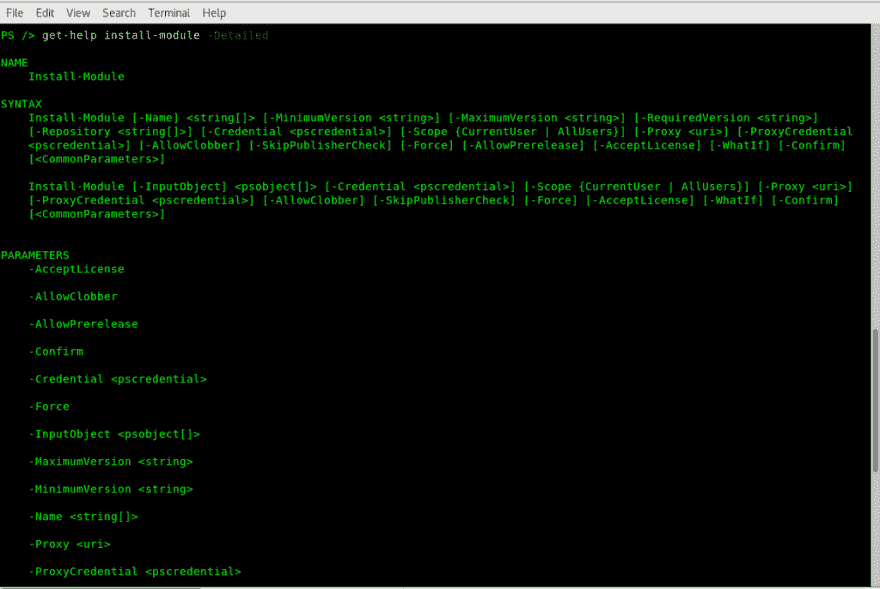 File Edit View Search Terminal Help
PS /> get-help install-module -Detailed
NAME
Install-Module
SYNTAX
Install-Module [-Name] <string[]> [-MinimumVersion <string>] [-MaximumVersion <string>] [-RequiredVersion <string>]
[-Repository <string[]>] [-Credential <pscredential>] [-Scope {CurrentUser | AllUsers}] [-Proxy <uri>] [-ProxyCredential
<pscredential>] [-AllowClobber] [-SkipPublisherCheck] [-Force] [-AllowPrerelease] [-AcceptLicense] [-WhatIf] [-Confirm]
[<CommonParameters>]
Install-Module [-InputObject] <psobject[]> [-Credential <pscredential>] [-Scope {CurrentUser | AllUsers}] [-Proxy <uri>]
[-ProxyCredential <pscredential>] [-AllowClobber] [-SkipPublisherCheck] [-Force] [-AcceptLicense] [-WhatIf] [-Confirm]
[<CommonParameters>]
PARAMETERS
-AcceptLicense
-AllowClobber
-AllowPrerelease
-Confirm
-Credential <pscredential>
-Force
-InputObject <psobject[]>
-MaximumVersion <string>
-MinimumVersion <string>
-Name <string[]>
-Proxy <uri>
-ProxyCredential <pscredential>